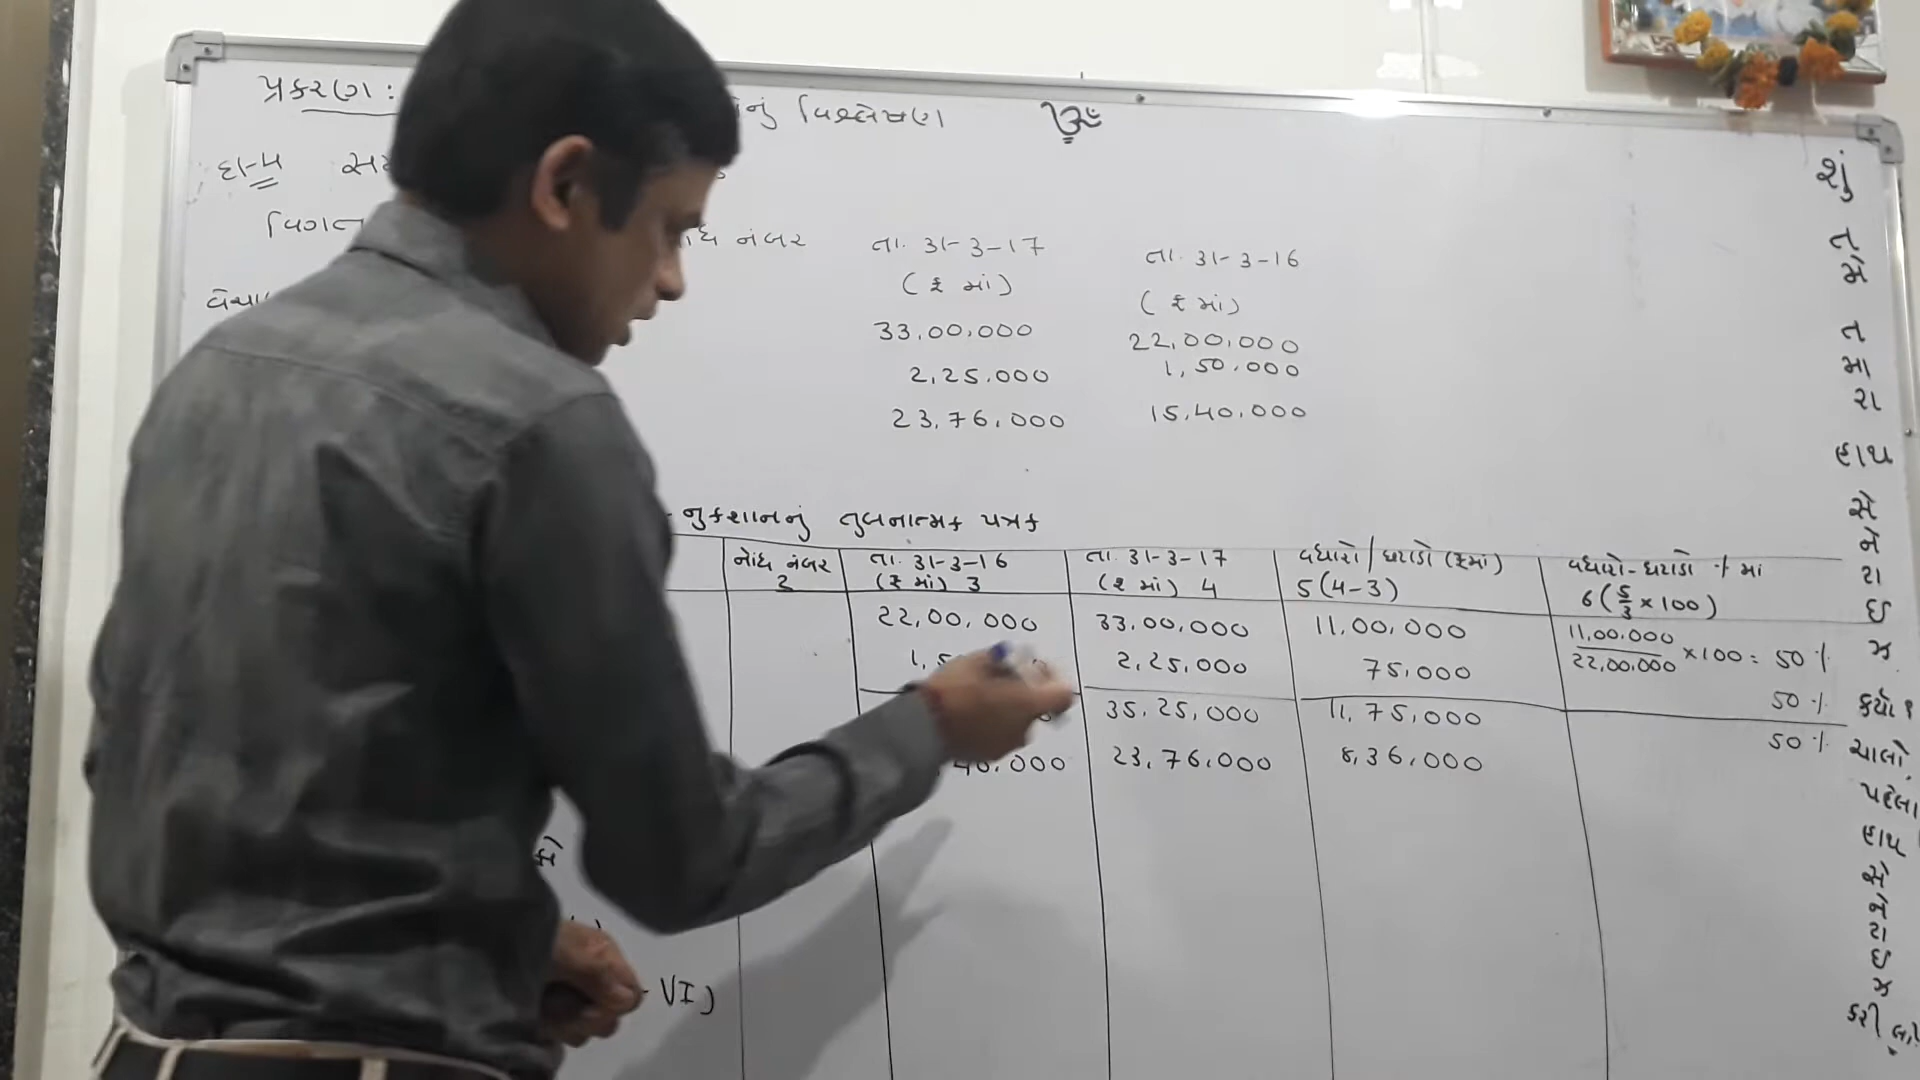 પ્રકરણ : નું વિશ્લેષણ ૐ
દા-૫
વિગત નંબર તા. 31-3-17 તા. 31-3-16
(₹ માં) (₹ માં)
33,00,000 22,00,000
2,25,000 1,50,000
23,76,000 15,40,000
નુકશાનનું તુલનાત્મક પત્રક
નોંધ નંબર 2 તા. 31-3-16 (₹ માં) 3 તા. 31-3-17 (₹ માં) 4 વધારો/ઘટાડો (₹માં) 5 (4-3) વધારો-ઘટાડો % માં 6 (5/3 × 100)
22,00,000 33,00,000 11,00,000 11,00,000/22,00,000 ×100 = 50 %
2,25,000 75,000 50 %
35,25,000 11,75,000 50 %
40,000 23,76,000 8,36,000
VI)
શું
ત
મે
ત
મા
રા
હાથ
સે
ને
ટા
ઇ
ઝ
કર્યા ?
ચાલો,
પહેલા
હાથ
સે
ને
ટા
ઇ
ઝ
કરી